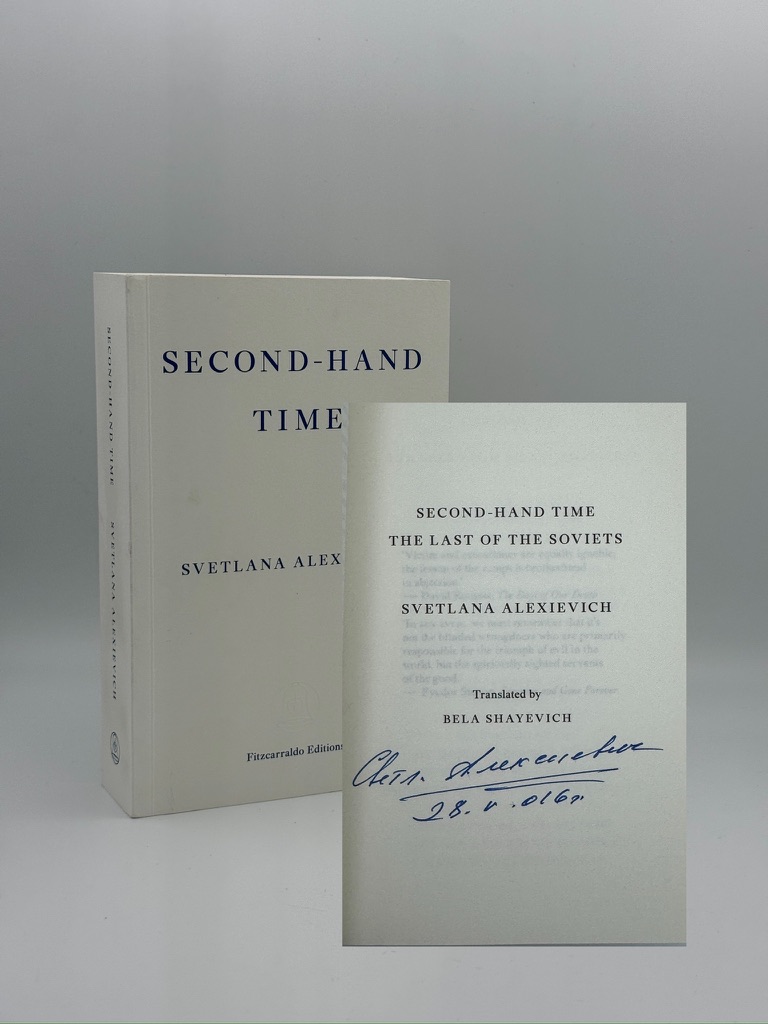 SECOND-HAND TIME SVETLANA ALEXIEVICH
SECOND-HAND
TIME
SVETLANA ALEX
Fitzcarraldo Editions
SECOND-HAND TIME
THE LAST OF THE SOVIETS
SVETLANA ALEXIEVICH
Translated by
BELA SHAYEVICH
Светл. Алексиевич
28. V. 016г.